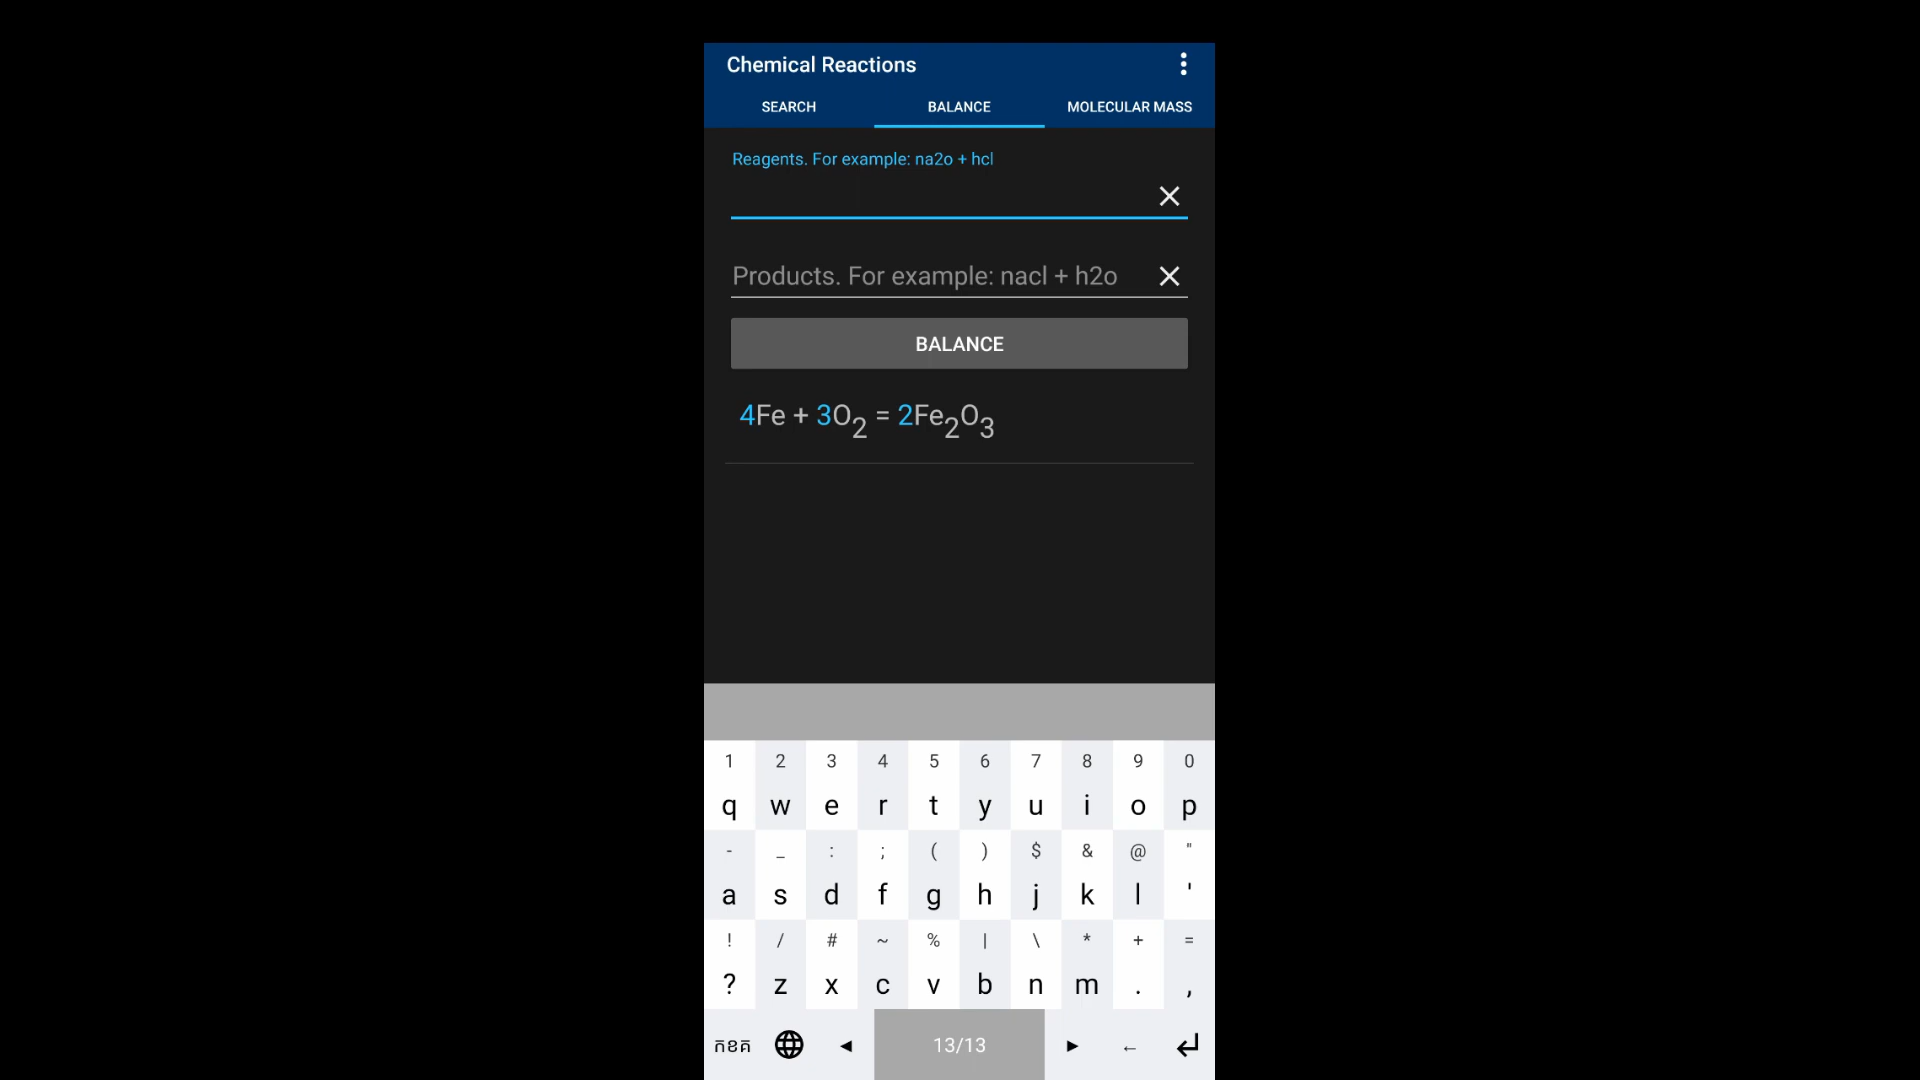 Chemical Reactions
SEARCH BALANCE MOLECULAR MASS
Reagents. For example: na2o + hcl
Products. For example: nacl + h2o
BALANCE
4Fe + 3O2 = 2Fe2O3
1 2 3 4 5 6 7 8 9 0
q w e r t y u i o p
- _ : ; ( ) $ & @ "
a s d f g h j k l '
! / # ~ % | \ * + =
? z x c v b n m . ,
កខគ ◄ 13/13 ► ← ↵